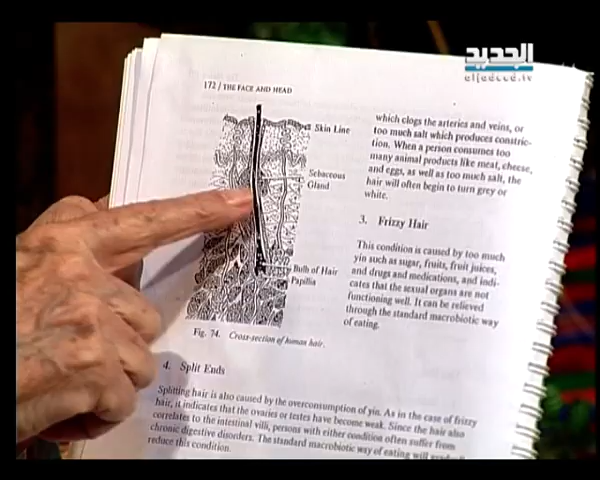 الجديد
aljadeed.tv
172 / THE FACE AND HEAD
Skin Line
Sebaceous
Gland
Bulb of Hair
Papillia
Fig. 74. Cross-section of human hair.
which clogs the arteries and veins, or
too much salt which produces constric-
tion. When a person consumes too
many animal products like meat, cheese,
and eggs, as well as too much salt, the
hair will often begin to turn grey or
white.
3. Frizzy Hair
This condition is caused by too much
yin such as sugar, fruits, fruit juices,
and drugs and medications, and indi-
cates that the sexual organs are not
functioning well. It can be relieved
through the standard macrobiotic way
of eating.
4. Split Ends
Splitting hair is also caused by the overconsumption of yin. As in the case of frizzy
hair, it indicates that the ovaries or testes have become weak. Since the hair also
correlates to the intestinal villi, persons with either condition often suffer from
chronic digestive disorders. The standard macrobiotic way of eating will
reduce this condition.